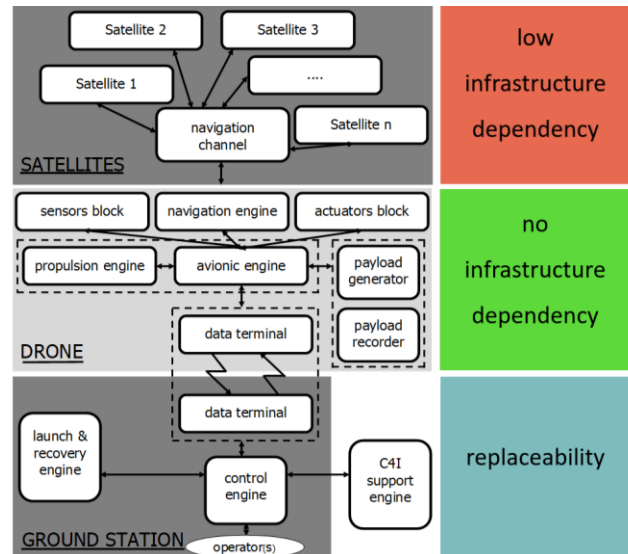 Satellite 2
Satellite 3
Satellite 1
....
navigation
channel
Satellite n
SATELLITES
low
infrastructure
dependency
sensors block
navigation engine
actuators block
propulsion engine
avionic engine
payload
generator
data terminal
payload
recorder
DRONE
no
infrastructure
dependency
data terminal
launch &
recovery
engine
control
engine
C4I
support
engine
GROUND STATION
operator(s)
replaceability